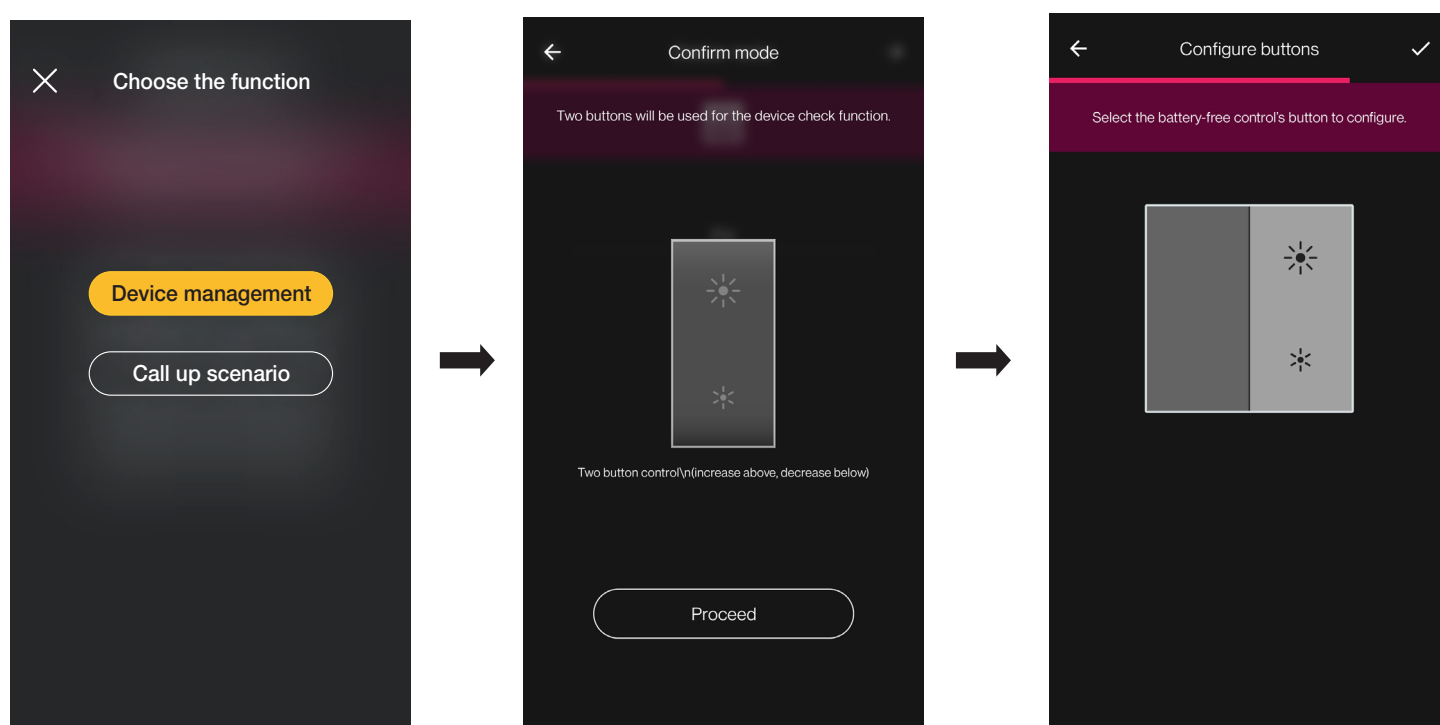 Choose the function
Device management
Call up scenario
Confirm mode
Two buttons will be used for the device check function.
Two button control\n(increase above, decrease below)
Proceed
Configure buttons
Select the battery-free control's button to configure.